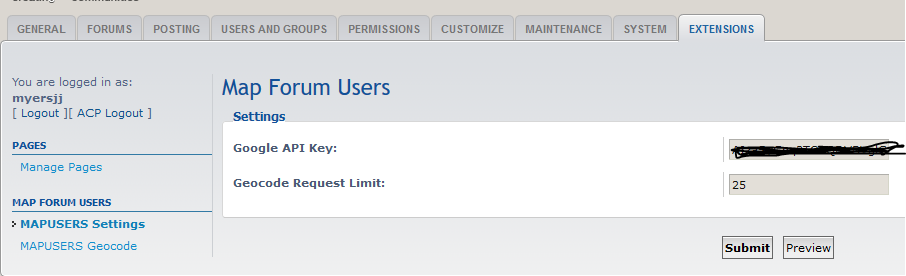 GENERAL FORUMS POSTING USERS AND GROUPS PERMISSIONS CUSTOMIZE MAINTENANCE SYSTEM EXTENSIONS
You are logged in as:
myersjj
[ Logout ][ ACP Logout ]
PAGES
Manage Pages
MAP FORUM USERS
MAPUSERS Settings
MAPUSERS Geocode
Map Forum Users
Settings
Google API Key:
Geocode Request Limit: 25
Submit Preview